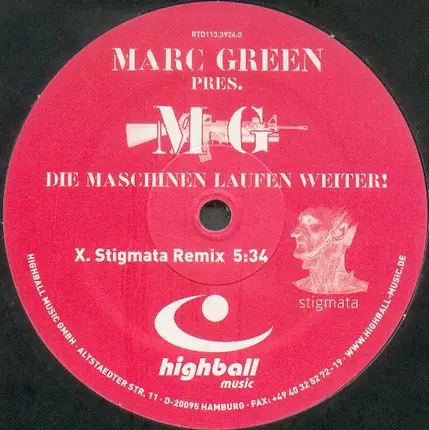 RTD113.3924.0
MARC GREEN
PRES.
MG
DIE MASCHINEN LAUFEN WEITER!
X. Stigmata Remix 5:34
stigmata
highball
music
HIGHBALL MUSIC GMBH · ALTSTAEDTER STR. 11 · D-20095 HAMBURG · FAX: +49 40 32 52 72-19 · WWW.HIGHBALL-MUSIC.DE